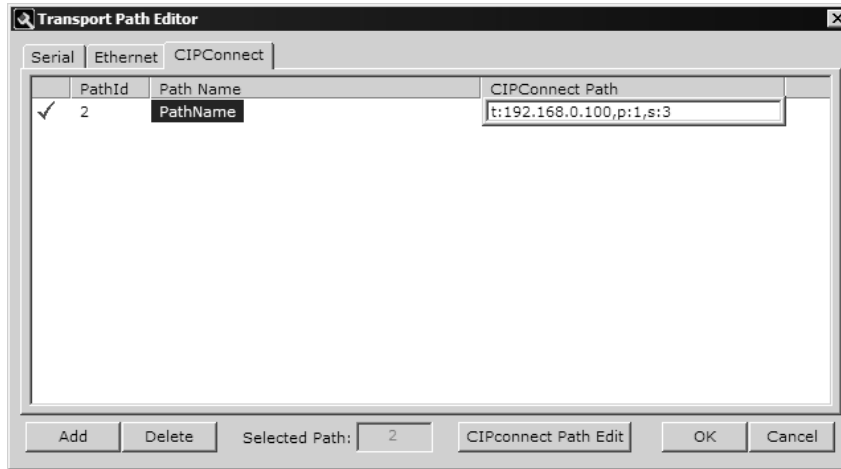 Transport Path Editor
Serial Ethernet CIPConnect
PathId Path Name CIPConnect Path
2 PathName t:192.168.0.100,p:1,s:3
Add Delete Selected Path: 2 CIPconnect Path Edit OK Cancel